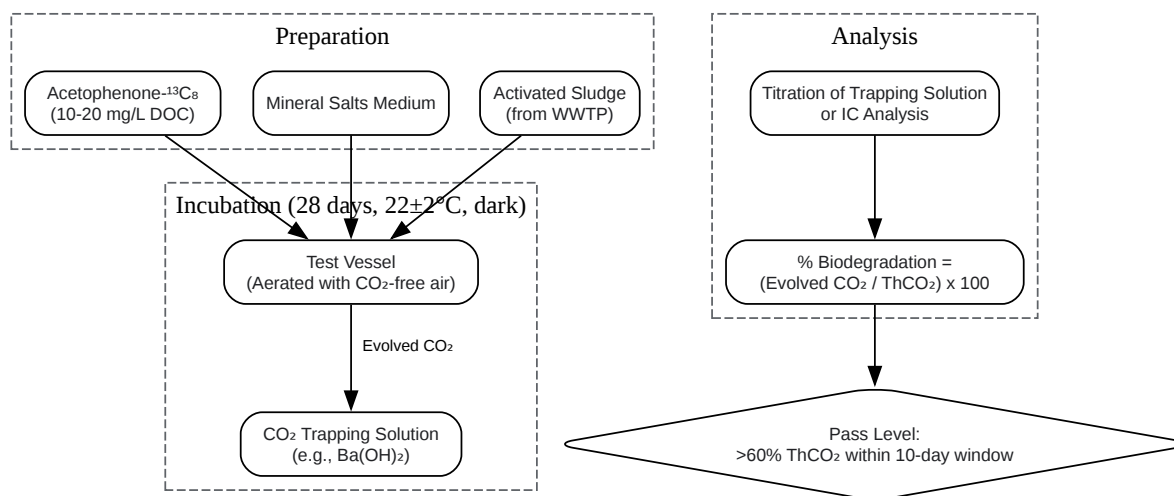 Preparation
Acetophenone-¹³C₈
(10-20 mg/L DOC)
Mineral Salts Medium
Activated Sludge
(from WWTP)
Incubation (28 days, 22±2°C, dark)
Test Vessel
(Aerated with CO₂-free air)
Evolved CO₂
CO₂ Trapping Solution
(e.g., Ba(OH)₂)
Analysis
Titration of Trapping Solution
or IC Analysis
% Biodegradation =
(Evolved CO₂ / ThCO₂) x 100
Pass Level:
>60% ThCO₂ within 10-day window